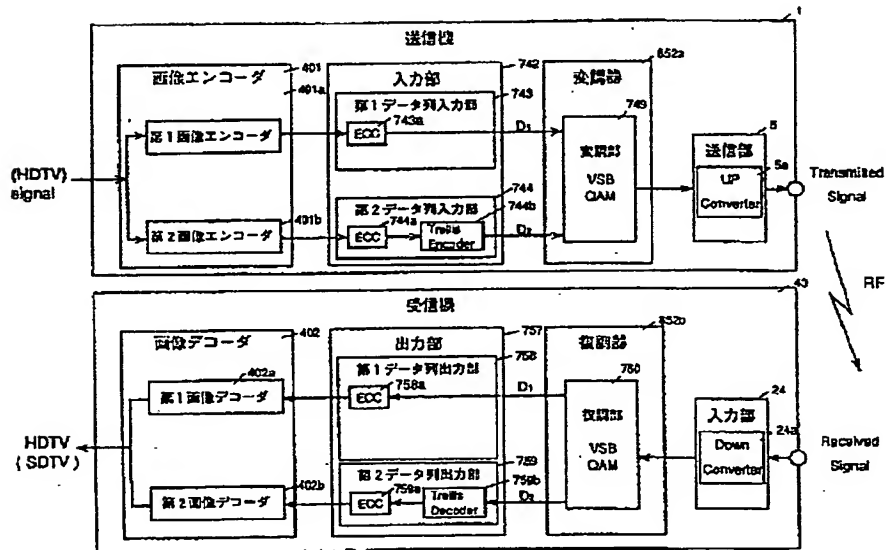 1
送信機
画像エンコーダ
401
401a
第1画像エンコーダ
401b
第2画像エンコーダ
(HDTV)
signal
入力部
742
第1データ列入力部
743
743a
ECC
D₁
第2データ列入力部
744
744a
744b
ECC
Trellis
Encoder
D₂
変調器
852a
749
変調部
VSB
QAM
送信部
5
5a
UP
Converter
Transmitted
Signal
RF
43
受信機
画像デコーダ
402
402a
第1画像デコーダ
402b
第2画像デコーダ
HDTV
(SDTV)
出力部
757
第1データ列出力部
758
758a
ECC
D₁
第2データ列出力部
759
759a
759b
ECC
Trellis
Decoder
D₂
復調器
852b
760
復調部
VSB
QAM
24
入力部
24a
Down
Converter
Received
Signal